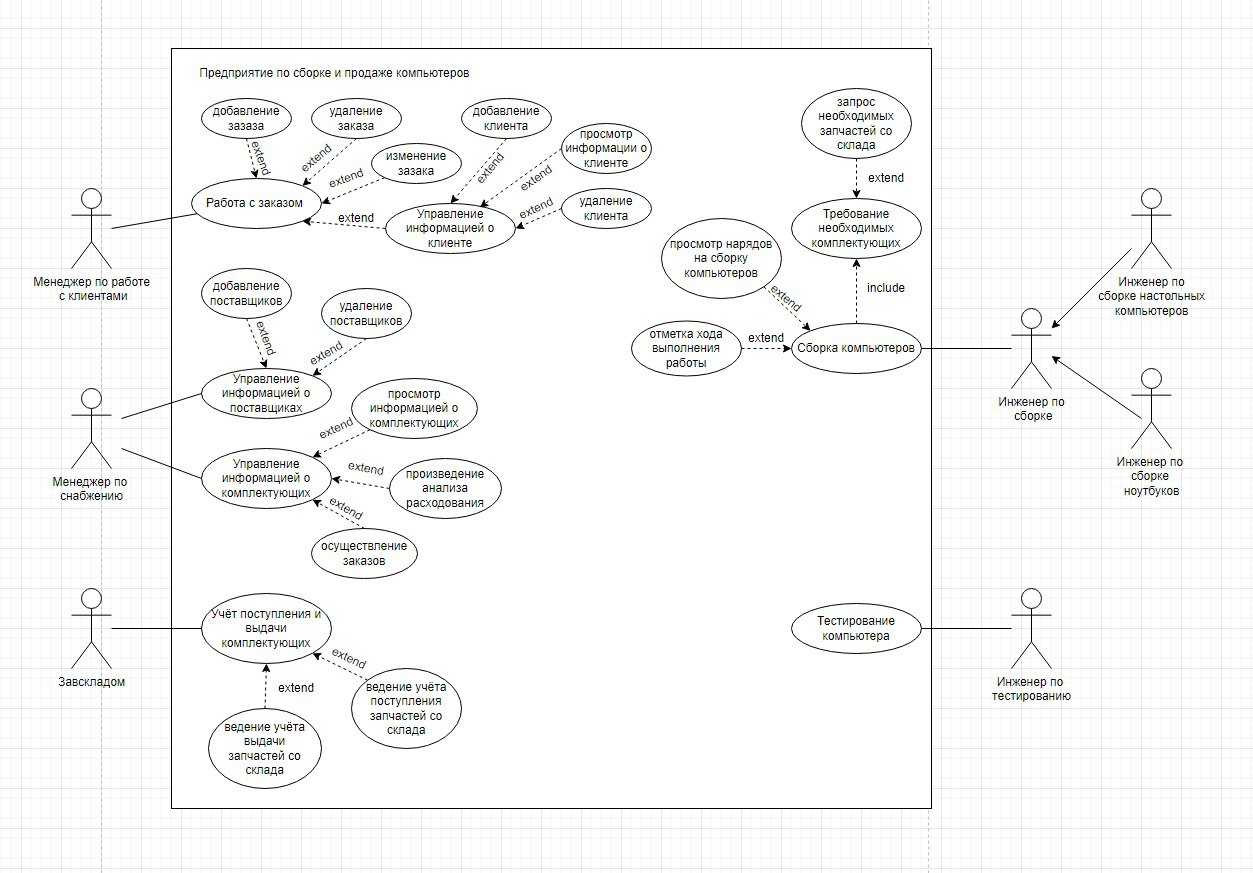 Предприятие по сборке и продаже компьютеров
добавление
зазаза
удаление
заказа
добавление
клиента
просмотр
информации о
клиенте
изменение
зазака
удаление
клиента
extend
extend
extend
extend
extend
extend
extend
Работа с заказом
Управление
информацией о
клиенте
Менеджер по работе
с клиентами
запрос
необходимых
запчастей со
склада
extend
Требование
необходимых
комплектующих
include
просмотр нарядов
на сборку
компьютеров
extend
отметка хода
выполнения
работы
extend
Сборка компьютеров
Инженер по
сборке настольных
компьютеров
Инженер по
сборке
Инженер по
сборке
ноутбуков
добавление
поставщиков
удаление
поставщиков
extend
extend
Управление
информацией о
поставщиках
просмотр
информацией о
комплектующих
extend
Управление
информацией о
комплектующих
extend
произведение
анализа
расходования
extend
осуществление
заказов
Менеджер по
снабжению
Учёт поступления и
выдачи
комплектующих
extend
extend
ведение учёта
поступления
запчастей со
склада
ведение учёта
выдачи
запчастей со
склада
Завскладом
Тестирование
компьютера
Инженер по
тестированию